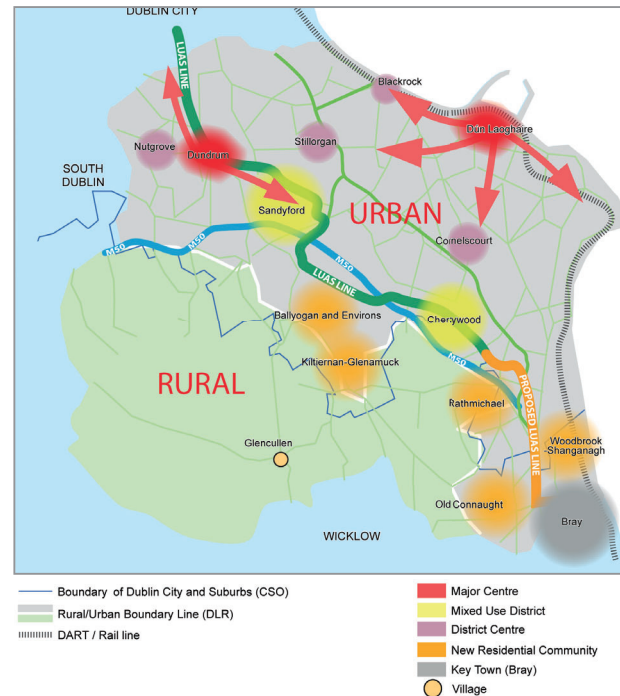 DUBLIN CITY
LUAS LINE
Blackrock
Dún Laoghaire
Nutgrove
Dundrum
Stillorgan
SOUTH
DUBLIN
Sandyford
URBAN
Cornelscourt
M50
M50
M50
LUAS LINE
Ballyogan and Environs
Cherrywood
Kiltiernan-Glenamuck
M50
RURAL
Rathmichael
PROPOSED LUAS LINE
Glencullen
Woodbrook
-Shanganagh
Old Connaught
Bray
WICKLOW
Boundary of Dublin City and Suburbs (CSO)
Rural/Urban Boundary Line (DLR)
DART / Rail line
Major Centre
Mixed Use District
District Centre
New Residential Community
Key Town (Bray)
Village